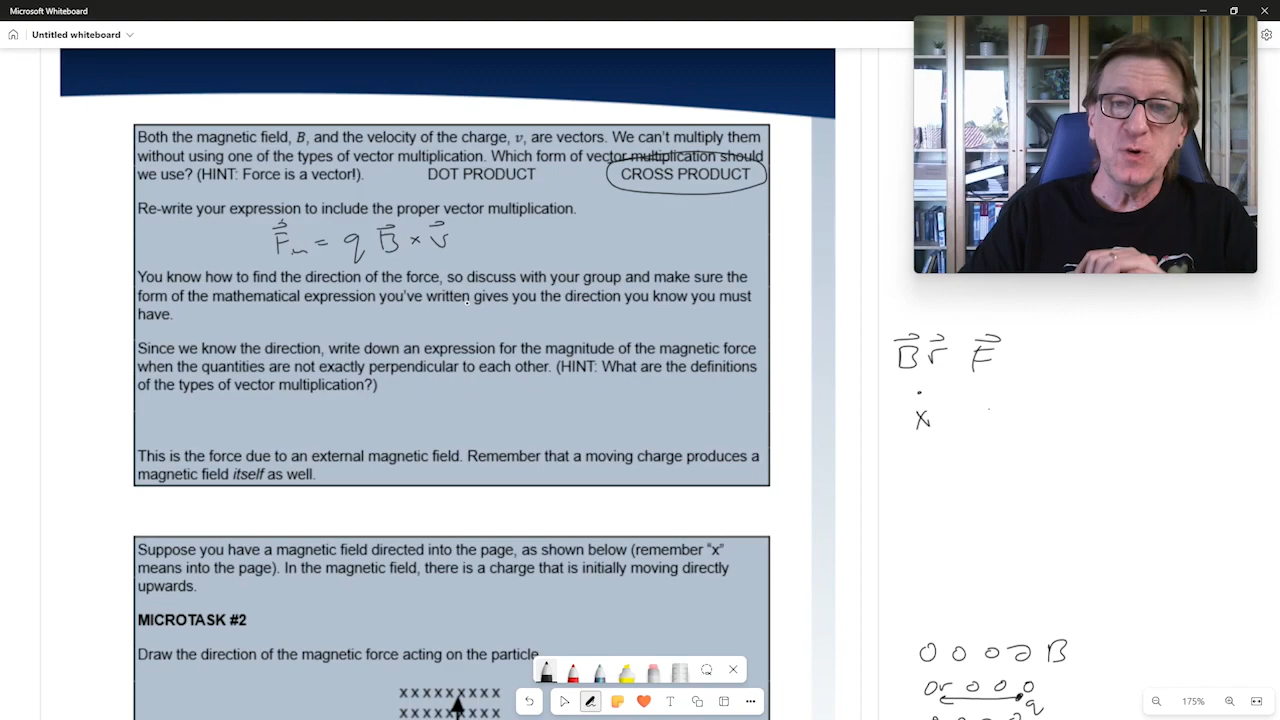 Microsoft Whiteboard
Untitled whiteboard
Both the magnetic field, B, and the velocity of the charge, v, are vectors. We can't multiply them
without using one of the types of vector multiplication. Which form of vector multiplication should
we use? (HINT: Force is a vector!). DOT PRODUCT CROSS PRODUCT
Re-write your expression to include the proper vector multiplication.
F⃗m = q B⃗ × v⃗
You know how to find the direction of the force, so discuss with your group and make sure the
form of the mathematical expression you've written gives you the direction you know you must
have.
Since we know the direction, write down an expression for the magnitude of the magnetic force
when the quantities are not exactly perpendicular to each other. (HINT: What are the definitions
of the types of vector multiplication?)
This is the force due to an external magnetic field. Remember that a moving charge produces a
magnetic field itself as well.
Suppose you have a magnetic field directed into the page, as shown below (remember “x”
means into the page). In the magnetic field, there is a charge that is initially moving directly
upwards.
MICROTASK #2
Draw the direction of the magnetic force acting on the particle.
x x x x x x x x x x
x x x x x x x x x x
B⃗ v⃗ F⃗
x
B
q
175%